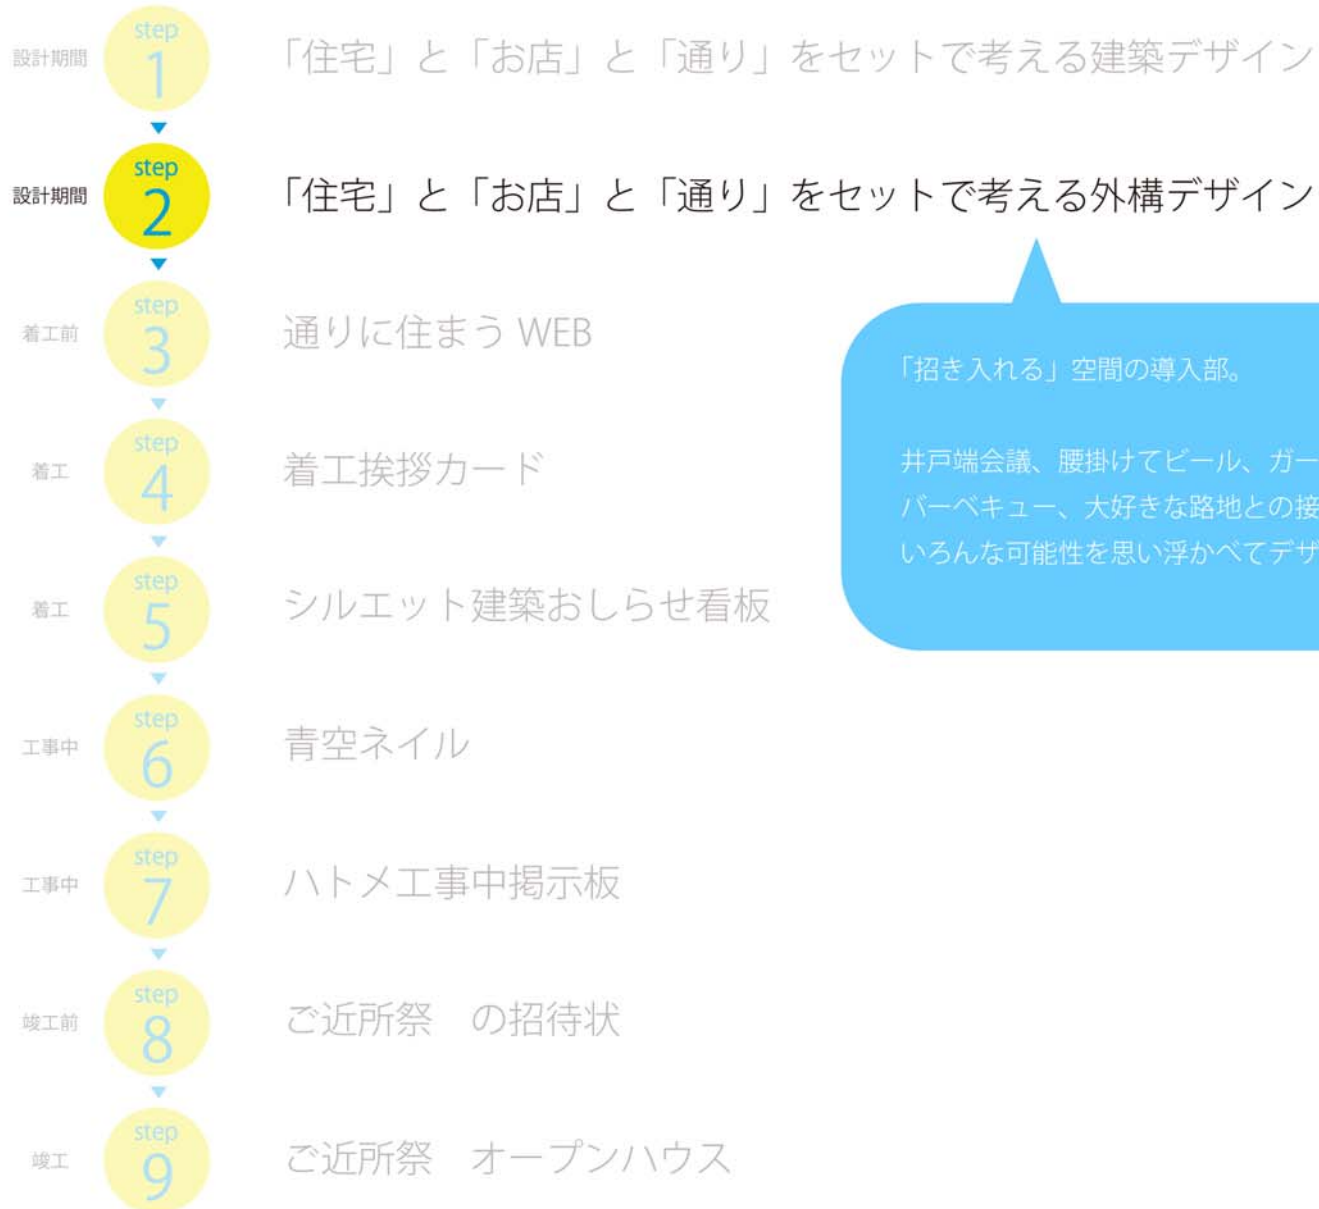 step
設計期間 1 「住宅」と「お店」と「通り」をセットで考える建築デザイン
step
設計期間 2 「住宅」と「お店」と「通り」をセットで考える外構デザイン
step
着工前 3 通りに住まう WEB
「招き入れる」空間の導入部。
井戸端会議、腰掛けてビール、ガー
バーベキュー、大好きな路地との接
いろんな可能性を思い浮かべてデザ
step
着工 4 着工挨拶カード
step
着工 5 シルエット建築おしらせ看板
step
工事中 6 青空ネイル
step
工事中 7 ハトメ工事中掲示板
step
竣工前 8 ご近所祭　の招待状
step
竣工 9 ご近所祭　オープンハウス